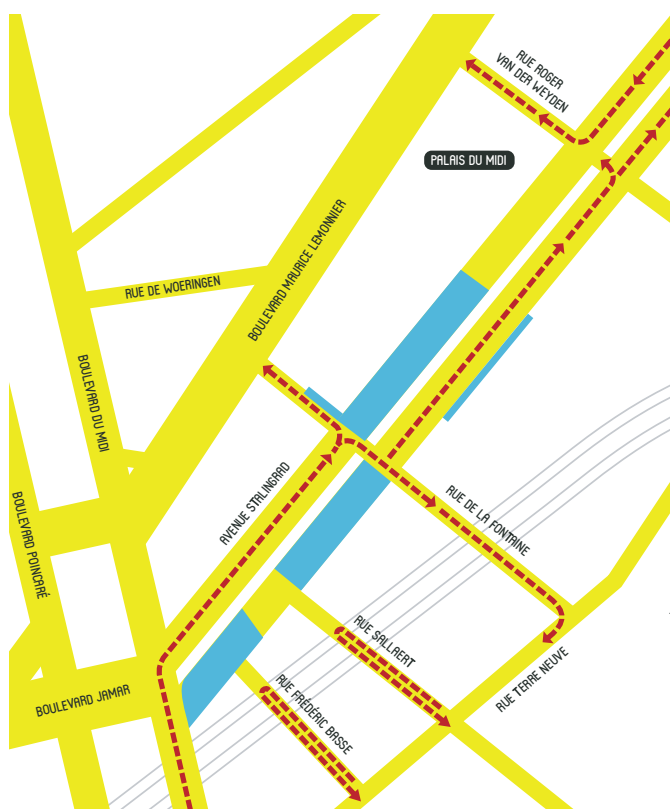 RUE ROGER
VAN DER WEYDEN
PALAIS DU MIDI
BOULEVARD MAURICE LEMONNIER
RUE DE WOERINGEN
BOULEVARD DU MIDI
AVENUE STALINGRAD
BOULEVARD POINCARÉ
RUE DE LA FONTAINE
RUE SALLAERT
RUE TERRE NEUVE
RUE FRÉDÉRIC BASSE
BOULEVARD JAMAR